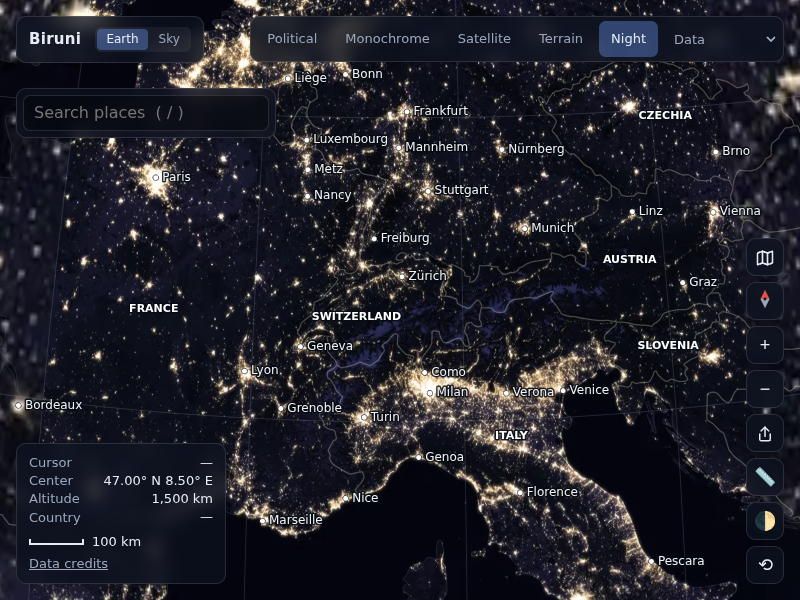 Biruni
Earth
Sky
Political
Monochrome
Satellite
Terrain
Night
Data
Search places ( / )
Liège
Bonn
Frankfurt
CZECHIA
Luxembourg
Mannheim
Nürnberg
Brno
Metz
Paris
Nancy
Stuttgart
Linz
Vienna
Munich
Freiburg
AUSTRIA
Zürich
Graz
FRANCE
SWITZERLAND
Geneva
SLOVENIA
Lyon
Como
Milan
Verona
Venice
Bordeaux
Grenoble
Turin
ITALY
Genoa
Florence
Nice
Marseille
Pescara
Cursor —
Center 47.00° N 8.50° E
Altitude 1,500 km
Country —
100 km
Data credits